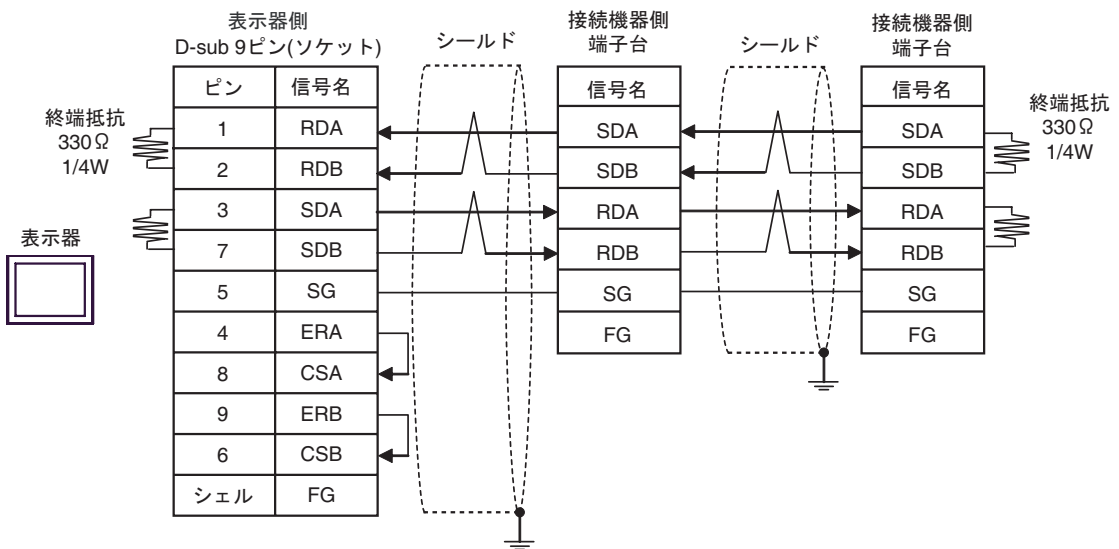 表示器側
D-sub 9ピン(ソケット)
シールド
接続機器側
端子台
シールド
接続機器側
端子台
ピン 信号名
信号名
信号名
終端抵抗
330Ω
1/4W
終端抵抗
330Ω
1/4W
1 RDA
SDA
SDA
2 RDB
SDB
SDB
3 SDA
RDA
RDA
表示器
7 SDB
RDB
RDB
5 SG
SG
SG
4 ERA
FG
FG
8 CSA
9 ERB
6 CSB
シェル FG